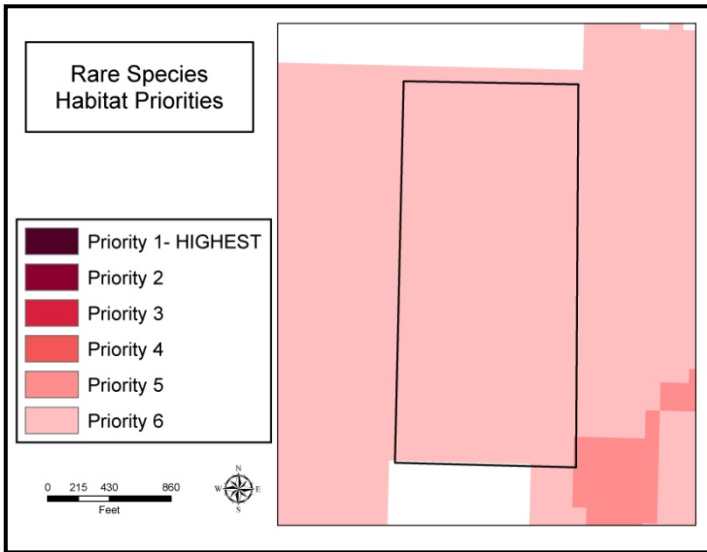 Rare Species
Habitat Priorities
Priority 1- HIGHEST
Priority 2
Priority 3
Priority 4
Priority 5
Priority 6
0 215 430 860
Feet
N
W E
S